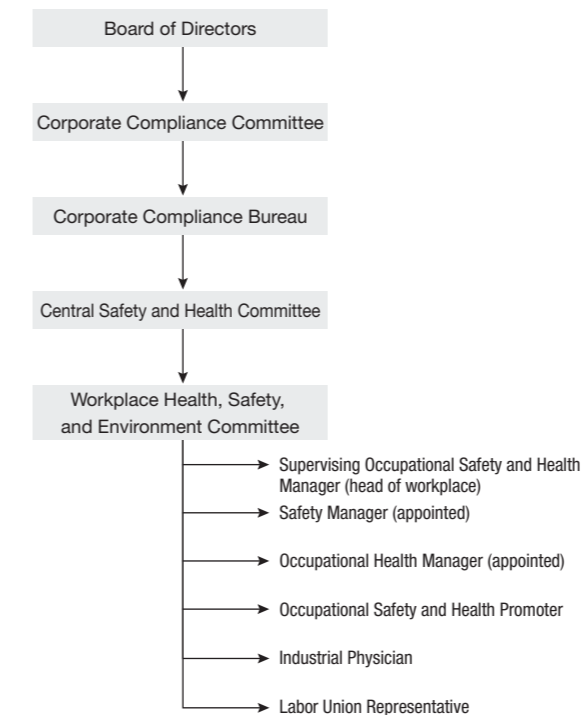 Board of Directors
Corporate Compliance Committee
Corporate Compliance Bureau
Central Safety and Health Committee
Workplace Health, Safety,
and Environment Committee
Supervising Occupational Safety and Health
Manager (head of workplace)
Safety Manager (appointed)
Occupational Health Manager (appointed)
Occupational Safety and Health Promoter
Industrial Physician
Labor Union Representative